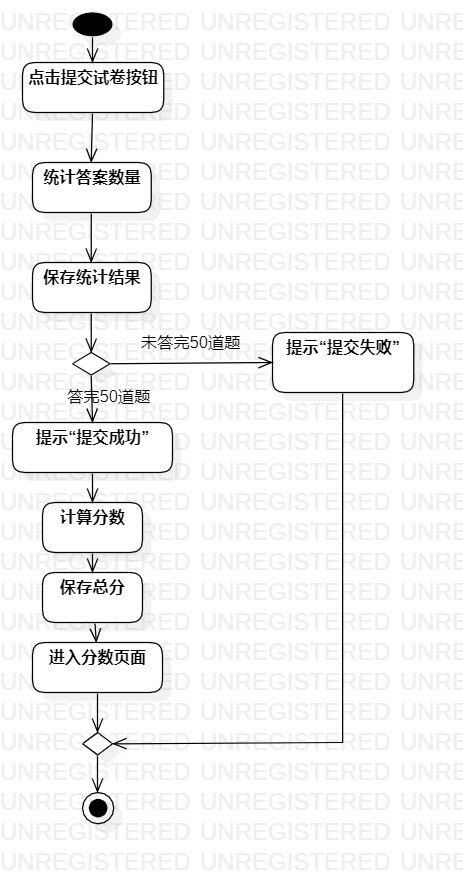 点击提交试卷按钮
统计答案数量
保存统计结果
未答完50道题
提示“提交失败”
答完50道题
提示“提交成功”
计算分数
保存总分
进入分数页面
UNREGISTERED